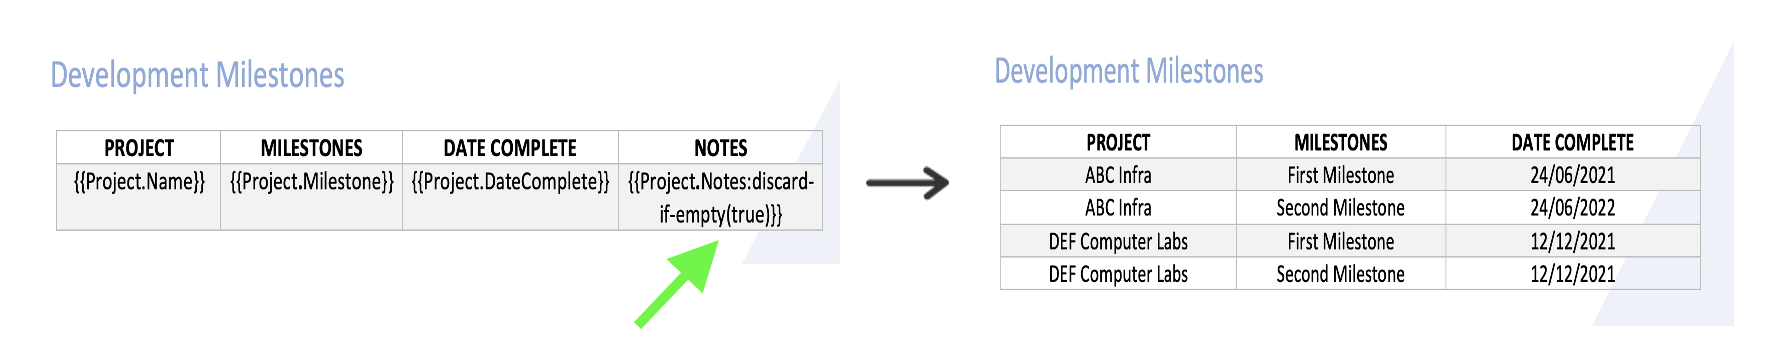 Development Milestones
PROJECT MILESTONES DATE COMPLETE NOTES
{{Project.Name}} {{Project.Milestone}} {{Project.DateComplete}} {{Project.Notes:discard-
if-empty(true)}}
Development Milestones
PROJECT MILESTONES DATE COMPLETE
ABC Infra First Milestone 24/06/2021
ABC Infra Second Milestone 24/06/2022
DEF Computer Labs First Milestone 12/12/2021
DEF Computer Labs Second Milestone 12/12/2021